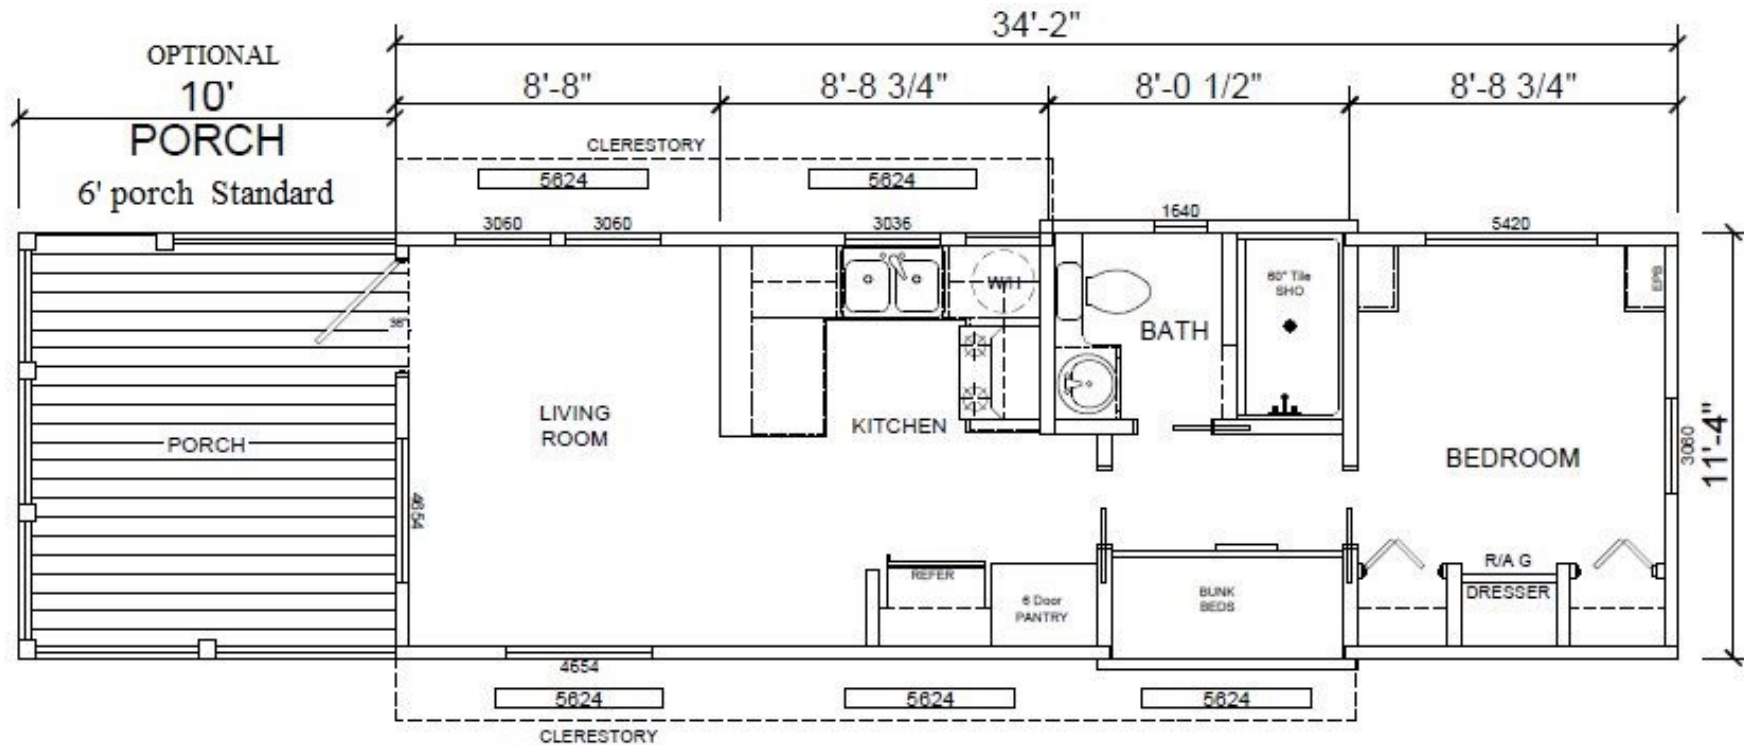 34'-2"
OPTIONAL
10'
PORCH
6' porch Standard
8'-8"
8'-8 3/4"
8'-0 1/2"
8'-8 3/4"
CLERESTORY
5624
5624
3060
3060
3036
1640
5420
W/H
60" Tile
SHO
EPB
36"
BATH
LIVING
ROOM
KITCHEN
PORCH
BEDROOM
3060
11'-4"
4654
REFER
6 Door
PANTRY
BUNK
BEDS
R/A G
DRESSER
4654
5624
5624
5624
CLERESTORY